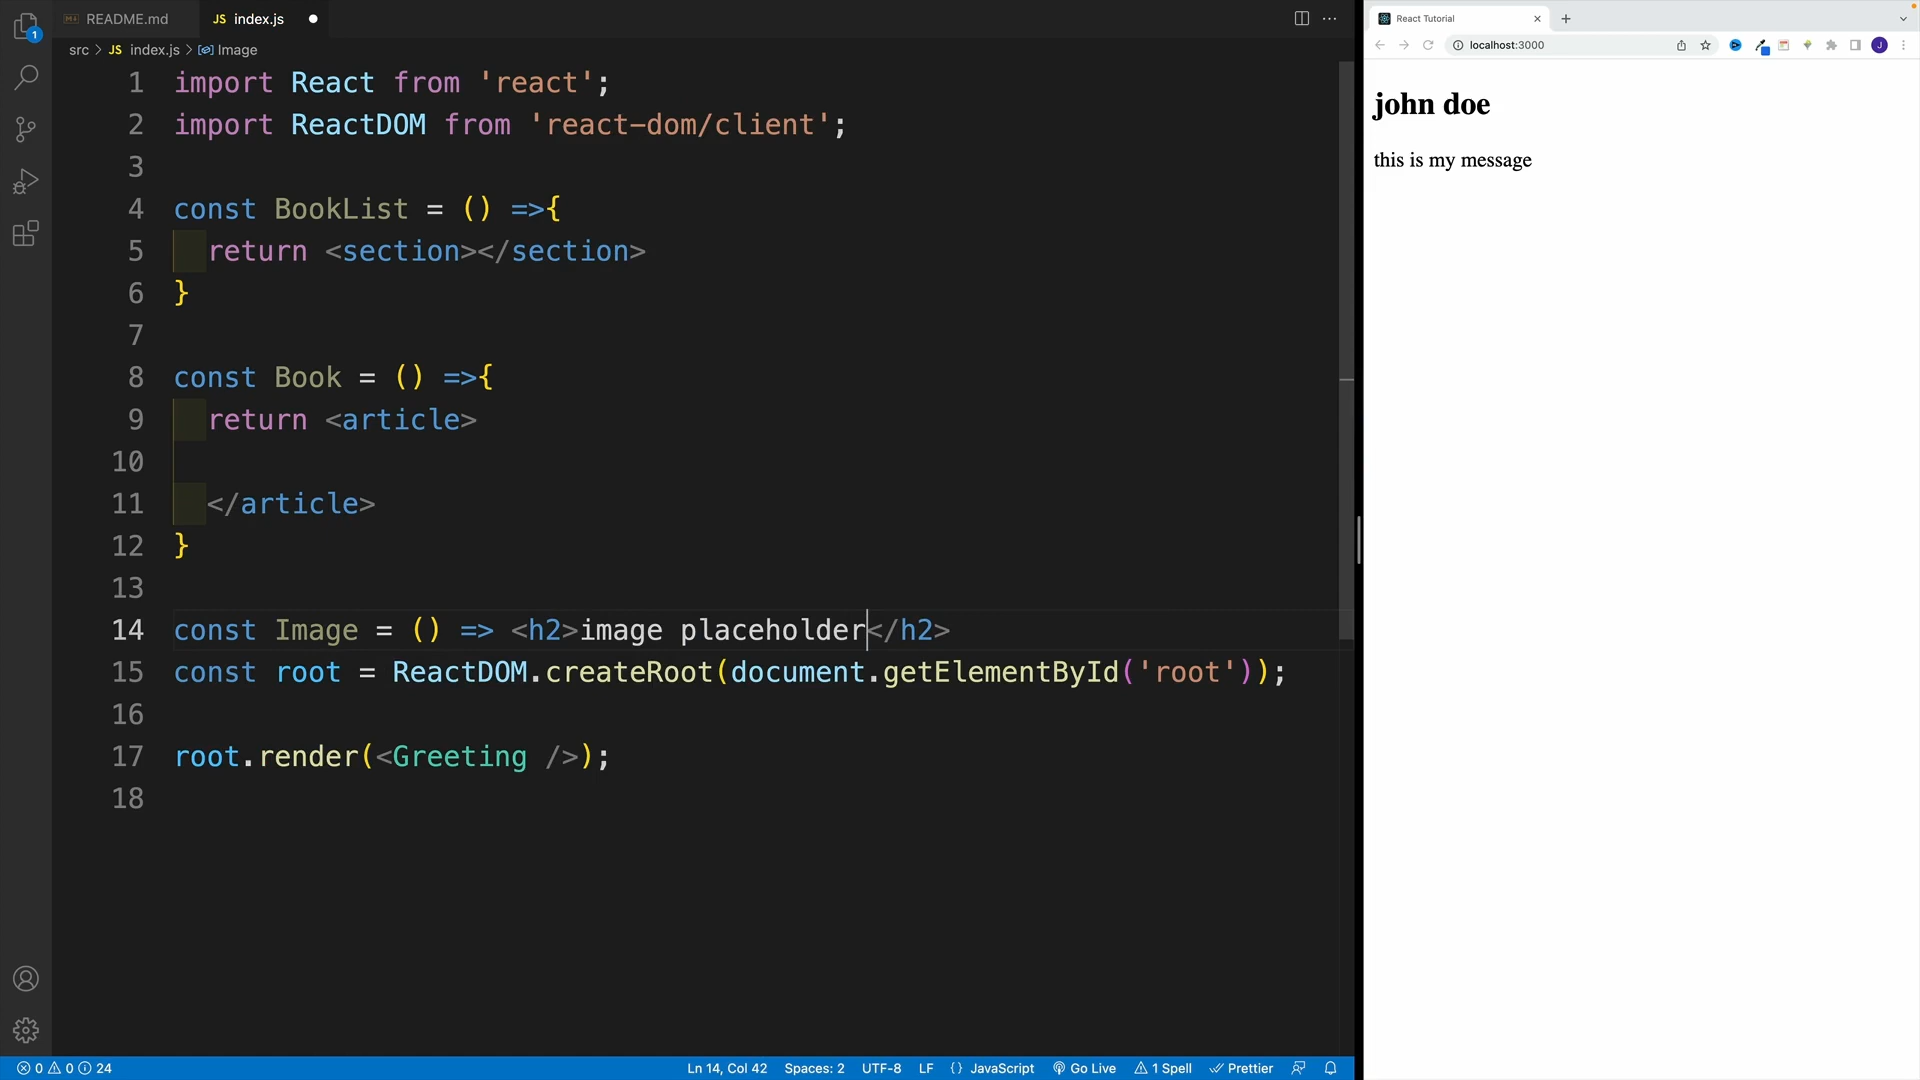 README.md
JS index.js
src > JS index.js > Image
1 import React from 'react';
2 import ReactDOM from 'react-dom/client';
3
4 const BookList = () =>{
5 return <section></section>
6 }
7
8 const Book = () =>{
9 return <article>
10
11 </article>
12 }
13
14 const Image = () => <h2>image placeholder</h2>
15 const root = ReactDOM.createRoot(document.getElementById('root'));
16
17 root.render(<Greeting />);
18
1
0 0 24
Ln 14, Col 42 Spaces: 2 UTF-8 LF {} JavaScript Go Live 1 Spell Prettier
React Tutorial
localhost:3000
J
john doe
this is my message